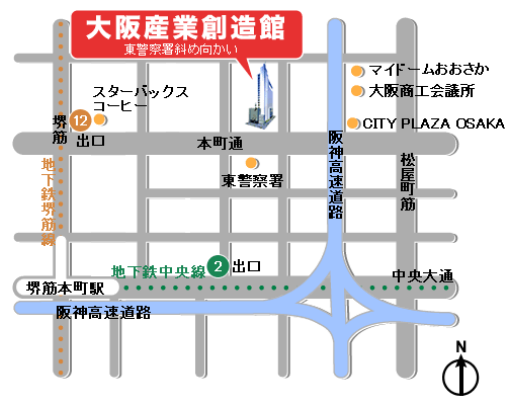 大阪産業創造館
東警察署斜め向かい
マイドームおおさか
大阪商工会議所
スターバックス
コーヒー
CITY PLAZA OSAKA
堺筋
12
出口
本町通
阪神高速道路
松屋町筋
東警察署
地下鉄堺筋線
地下鉄中央線
2
出口
中央大通
堺筋本町駅
阪神高速道路
N